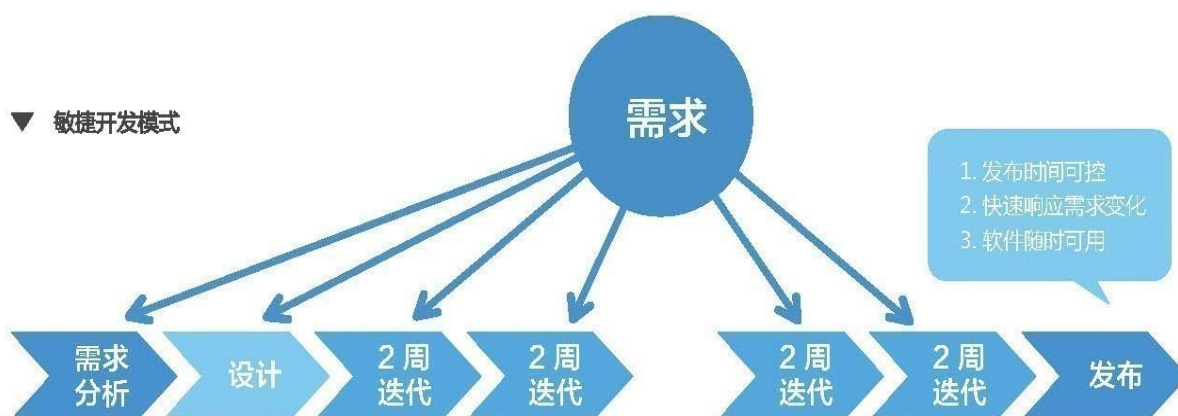 ▼ 敏捷开发模式
需求
1. 发布时间可控
2. 快速响应需求变化
3. 软件随时可用
需求
分析
设计
2 周
迭代
2 周
迭代
2 周
迭代
2 周
迭代
发布